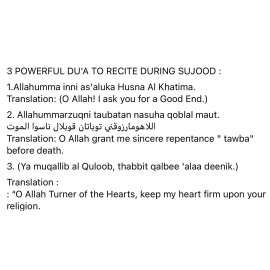 3 POWERFUL DU'A TO RECITE DURING SUJOOD :
1.Allahumma inni as'aluka Husna Al Khatima.
Translation: (O Allah! I ask you for a Good End.)
2. Allahummarzuqni taubatan nasuha qoblal maut.
اللاهومارزوقني توباتان قوبلال ناسوا الموت
Translation: O Allah grant me sincere repentance " tawba"
before death.
3. (Ya muqallib al Quloob, thabbit qalbee 'alaa deenik.)
Translation :
: “O Allah Turner of the Hearts, keep my heart firm upon your
religion.